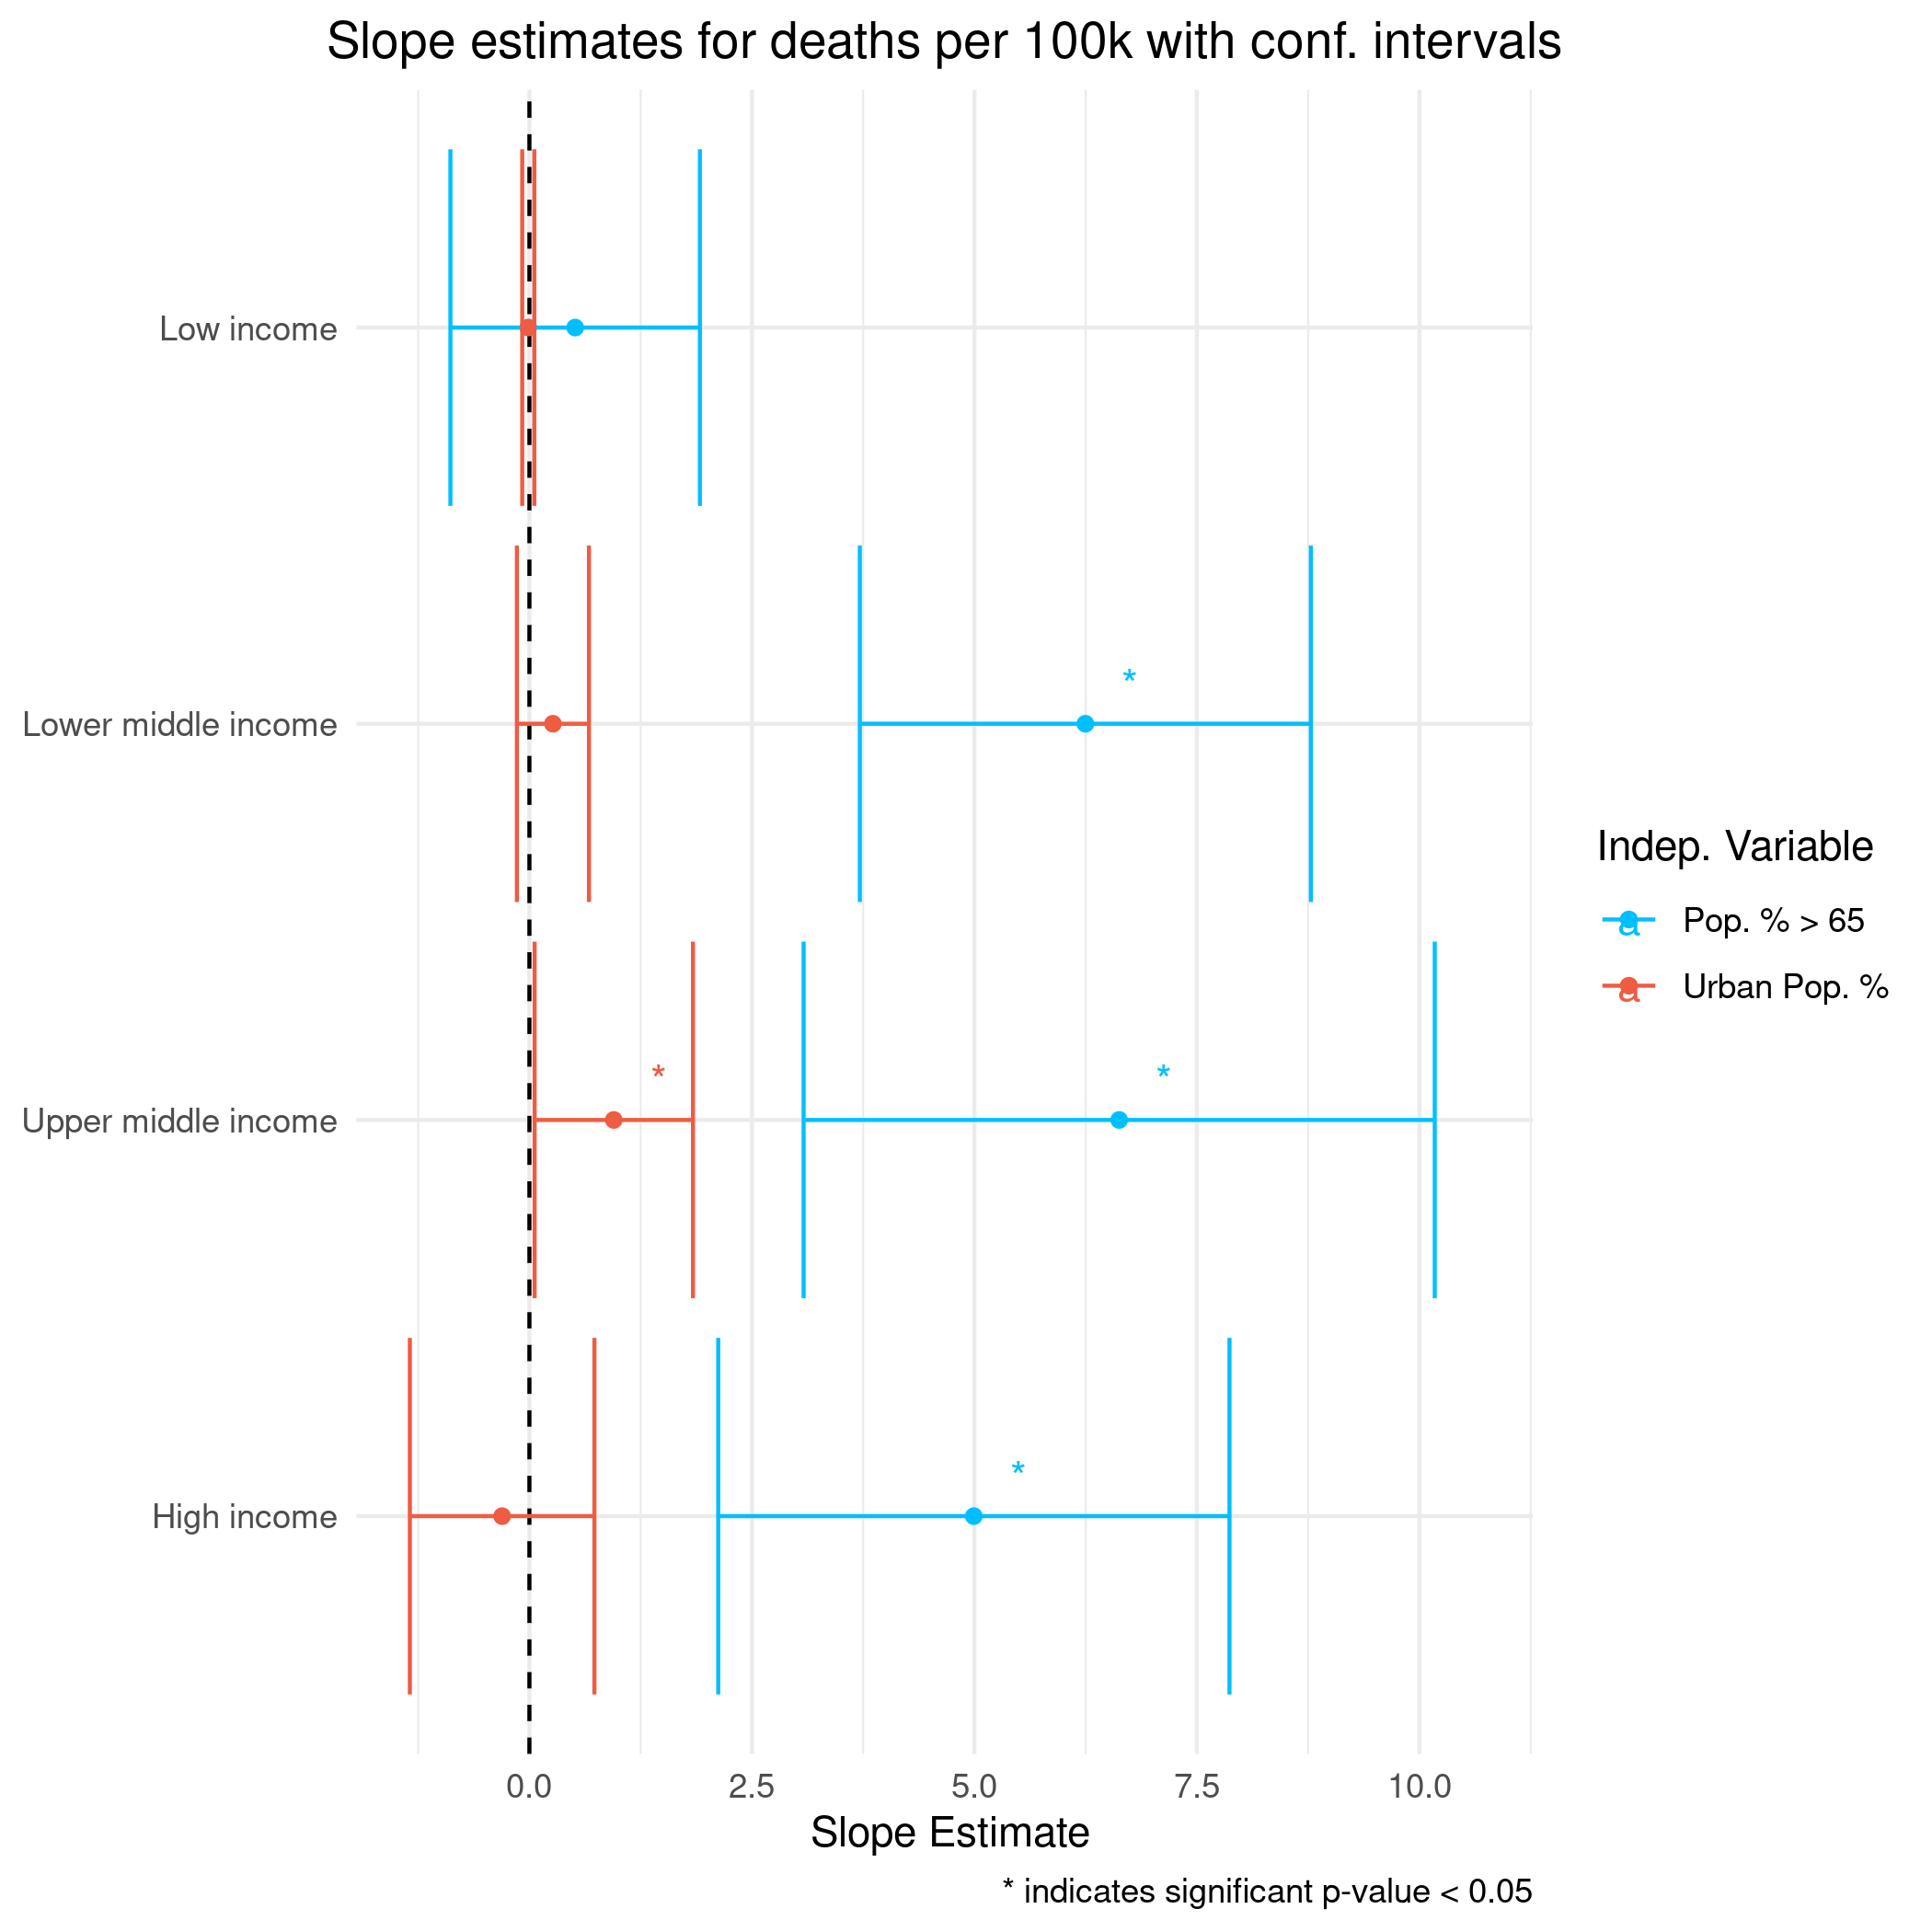 Slope estimates for deaths per 100k with conf. intervals
Low income
Lower middle income
*
Upper middle income
* *
High income
*
Indep. Variable
a Pop. % > 65
a Urban Pop. %
0.0 2.5 5.0 7.5 10.0
Slope Estimate
* indicates significant p-value < 0.05